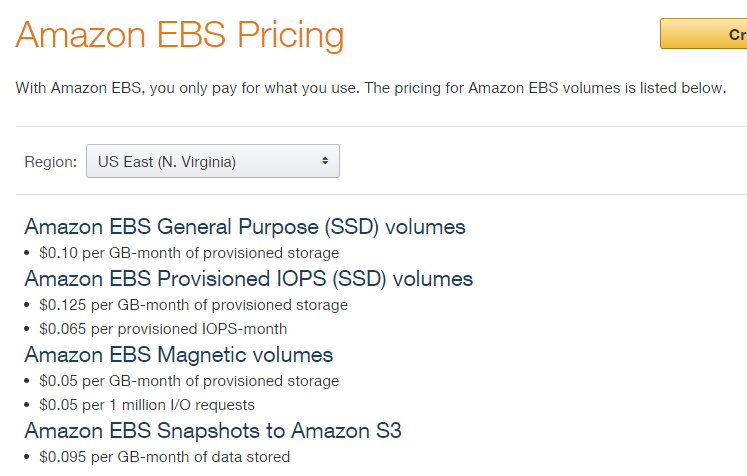 Amazon EBS Pricing
With Amazon EBS, you only pay for what you use. The pricing for Amazon EBS volumes is listed below.
Region: US East (N. Virginia)
Amazon EBS General Purpose (SSD) volumes
• $0.10 per GB-month of provisioned storage
Amazon EBS Provisioned IOPS (SSD) volumes
• $0.125 per GB-month of provisioned storage
• $0.065 per provisioned IOPS-month
Amazon EBS Magnetic volumes
• $0.05 per GB-month of provisioned storage
• $0.05 per 1 million I/O requests
Amazon EBS Snapshots to Amazon S3
• $0.095 per GB-month of data stored